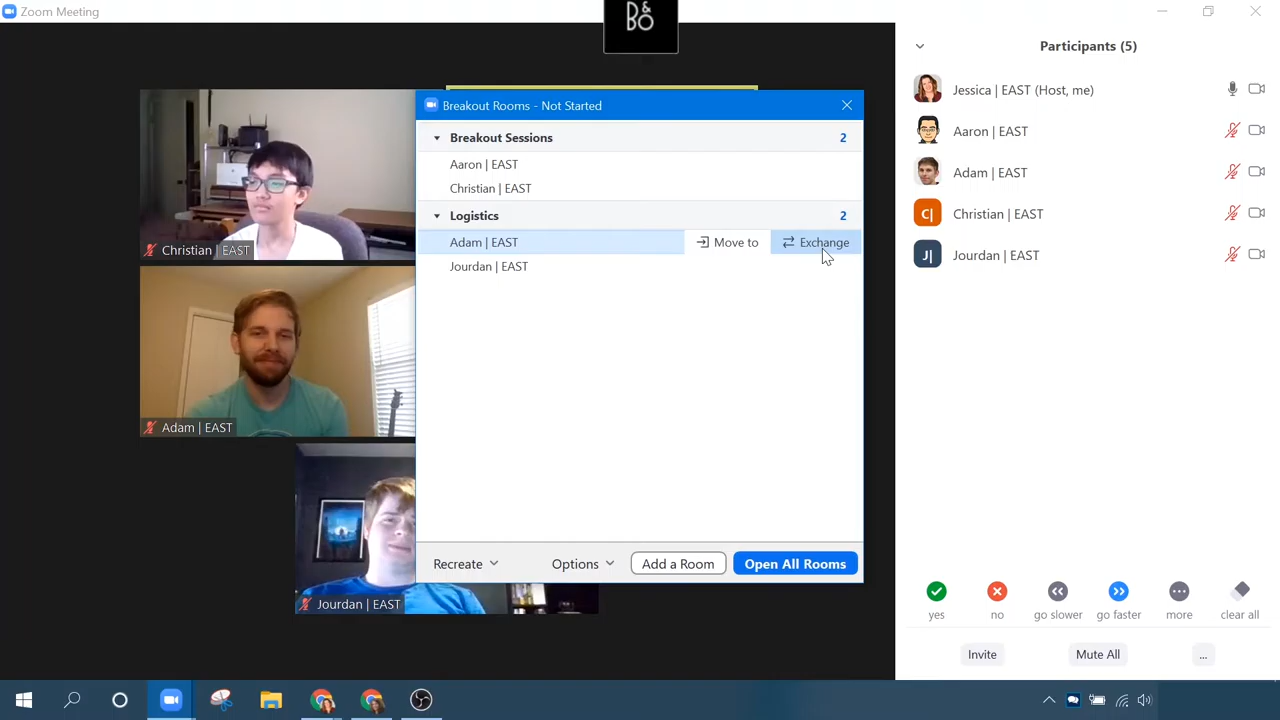 Zoom Meeting
B&
BO
Christian | EAST
Adam | EAST
Jourdan | EAST
Breakout Rooms - Not Started
Breakout Sessions 2
Aaron | EAST
Christian | EAST
Logistics 2
Adam | EAST Move to Exchange
Jourdan | EAST
Recreate Options Add a Room Open All Rooms
Participants (5)
Jessica | EAST (Host, me)
Aaron | EAST
Adam | EAST
C| Christian | EAST
J| Jourdan | EAST
yes no go slower go faster more clear all
Invite Mute All ...